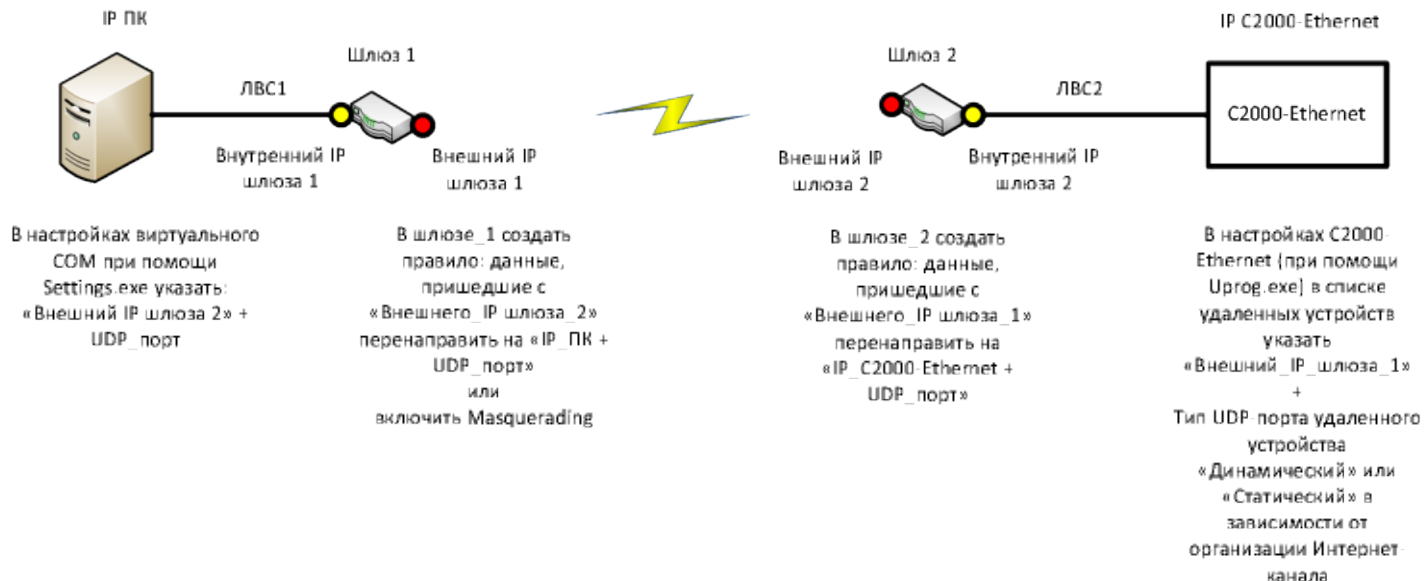 IP ПК
Шлюз 1
ЛВС1
Внутренний IP
шлюза 1
Внешний IP
шлюза 1
Шлюз 2
ЛВС2
Внешний IP
шлюза 2
Внутренний IP
шлюза 2
IP C2000-Ethernet
C2000-Ethernet
В настройках виртуального
COM при помощи
Settings.exe указать:
«Внешний IP шлюза 2» +
UDP_порт
В шлюзе_1 создать
правило: данные,
пришедшие с
«Внешнего_IP шлюза_2»
перенаправить на «IP_ПК +
UDP_порт»
или
включить Masquerading
В шлюзе_2 создать
правило: данные,
пришедшие с
«Внешнего_IP шлюза_1»
перенаправить на
«IP_C2000-Ethernet +
UDP_порт»
В настройках C2000-
Ethernet (при помощи
Uprog.exe) в списке
удаленных устройств
указать
«Внешний_IP_шлюза_1»
+
Тип UDP-порта удаленного
устройства
«Динамический» или
«Статический» в
зависимости от
организации Интернет-
канала